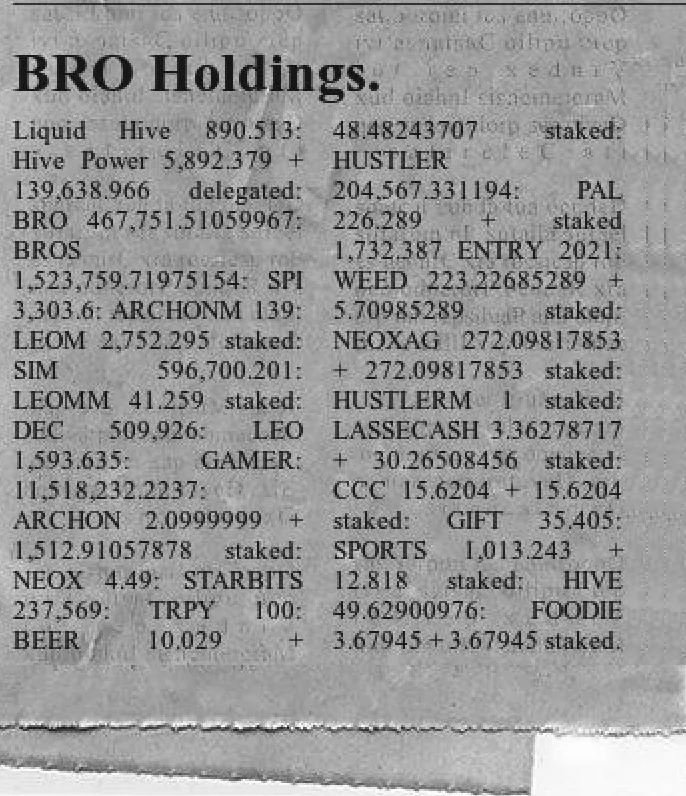 BRO Holdings.
Liquid Hive 890.513:
Hive Power 5,892.379 +
139,638.966 delegated:
BRO 467,751.51059967:
BROS
1,523,759.71975154: SPI
3,303.6: ARCHONM 139:
LEOM 2,752.295 staked:
SIM 596,700.201:
LEOMM 41.259 staked:
DEC 509,926: LEO
1,593.635: GAMER:
11,518,232.2237:
ARCHON 2.0999999 +
1,512.91057878 staked:
NEOX 4.49: STARBITS
237,569: TRPY 100:
BEER 10,029 +
48.48243707 staked:
HUSTLER
204,567.331194: PAL
226.289 + staked
1,732.387 ENTRY 2021:
WEED 223.22685289 +
5.70985289 staked:
NEOXAG 272.09817853
+ 272.09817853 staked:
HUSTLERM 1 staked:
LASSECASH 3.36278717
+ 30.26508456 staked:
CCC 15.6204 + 15.6204
staked: GIFT 35.405:
SPORTS 1,013.243 +
12.818 staked: HIVE
49.62900976: FOODIE
3.67945 + 3.67945 staked.